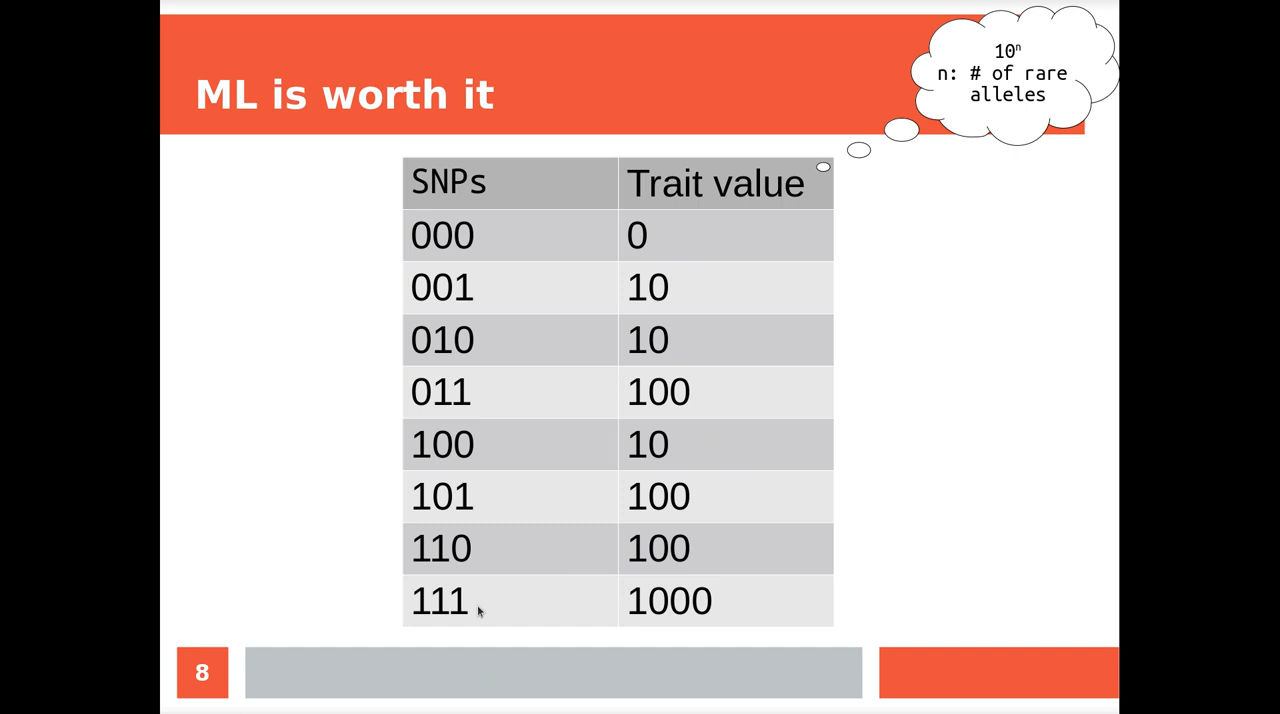 ML is worth it
10ⁿ
n: # of rare
alleles
SNPs Trait value
000 0
001 10
010 10
011 100
100 10
101 100
110 100
111 1000
8